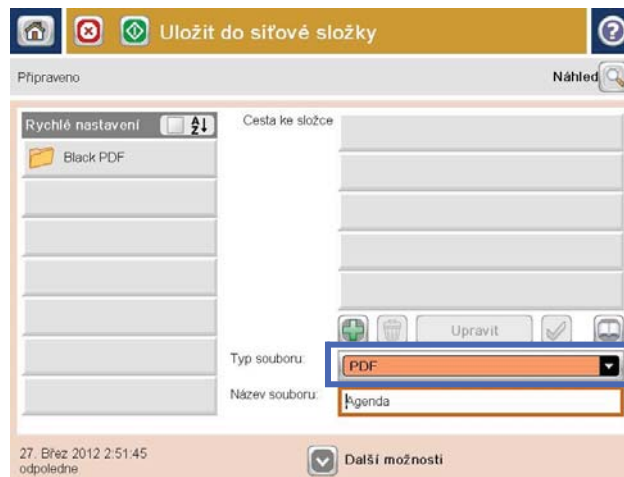 Uložit do síťové složky
Připraveno
Náhled
Rychlé nastavení
Cesta ke složce
Black PDF
Upravit
Typ souboru:
PDF
Název souboru:
Agenda
27. Břez 2012 2:51:45
odpoledne
Další možnosti